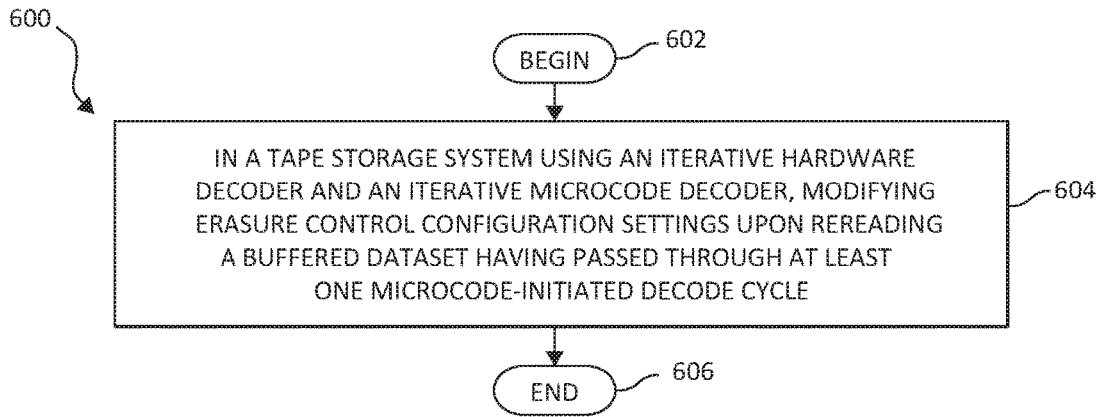 600
602
BEGIN
IN A TAPE STORAGE SYSTEM USING AN ITERATIVE HARDWARE
DECODER AND AN ITERATIVE MICROCODE DECODER, MODIFYING
ERASURE CONTROL CONFIGURATION SETTINGS UPON REREADING
A BUFFERED DATASET HAVING PASSED THROUGH AT LEAST
ONE MICROCODE-INITIATED DECODE CYCLE
604
END
606